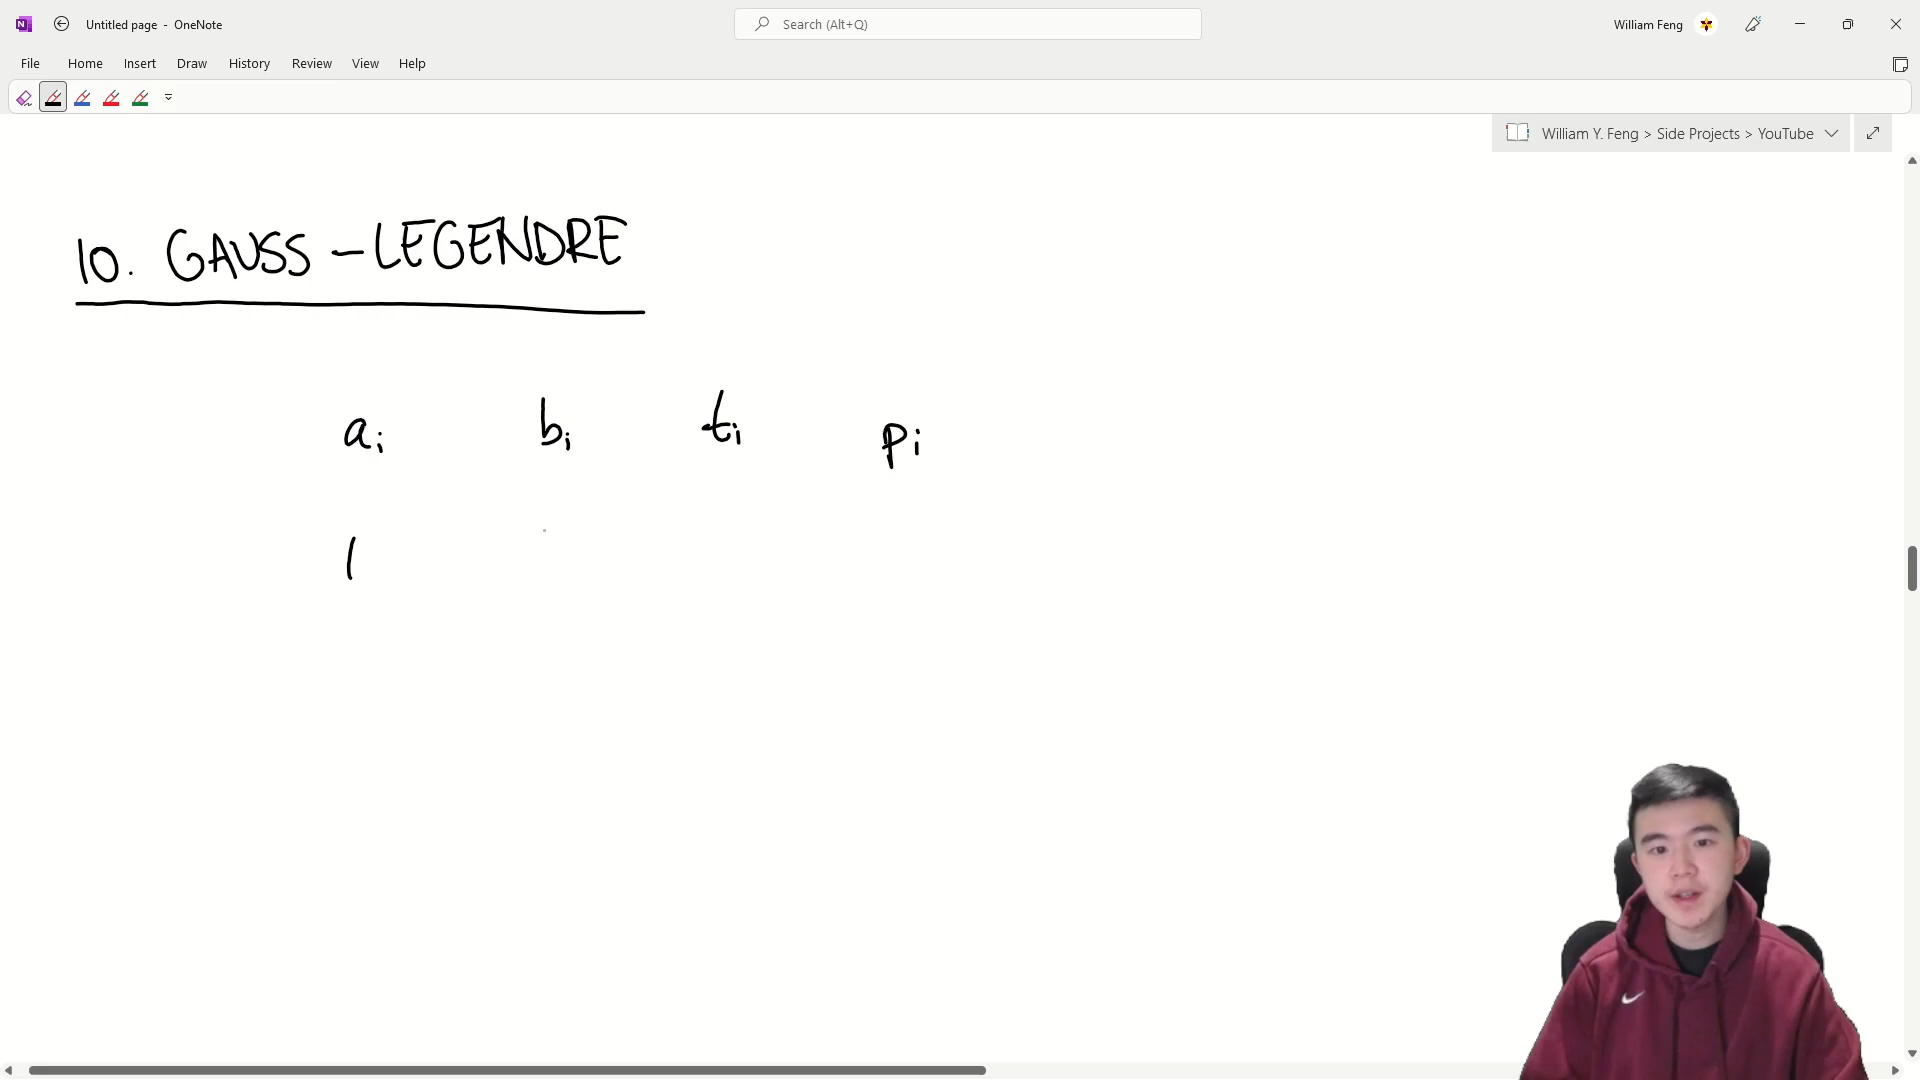 Untitled page - OneNote
Search (Alt+Q)
William Feng
File Home Insert Draw History Review View Help
William Y. Feng > Side Projects > YouTube
10. GAUSS - LEGENDRE
aᵢ bᵢ tᵢ pᵢ
1